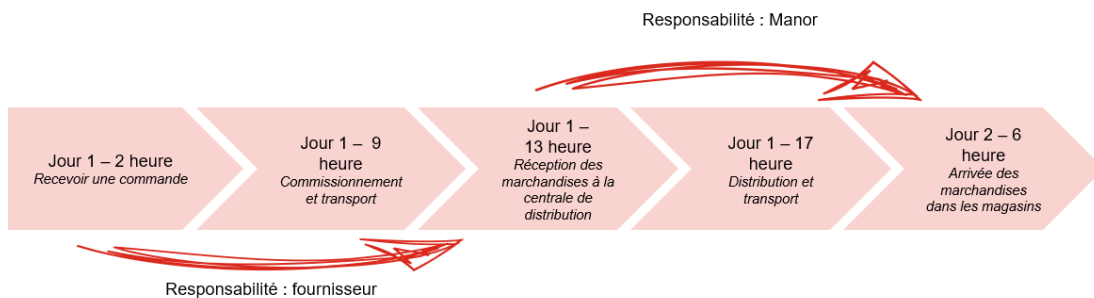 Responsabilité : Manor
Jour 1 – 2 heure
Recevoir une commande
Jour 1 – 9
heure
Commissionnement
et transport
Jour 1 –
13 heure
Réception des
marchandises à la
centrale de
distribution
Jour 1 – 17
heure
Distribution et
transport
Jour 2 – 6
heure
Arrivée des
marchandises
dans les magasins
Responsabilité : fournisseur